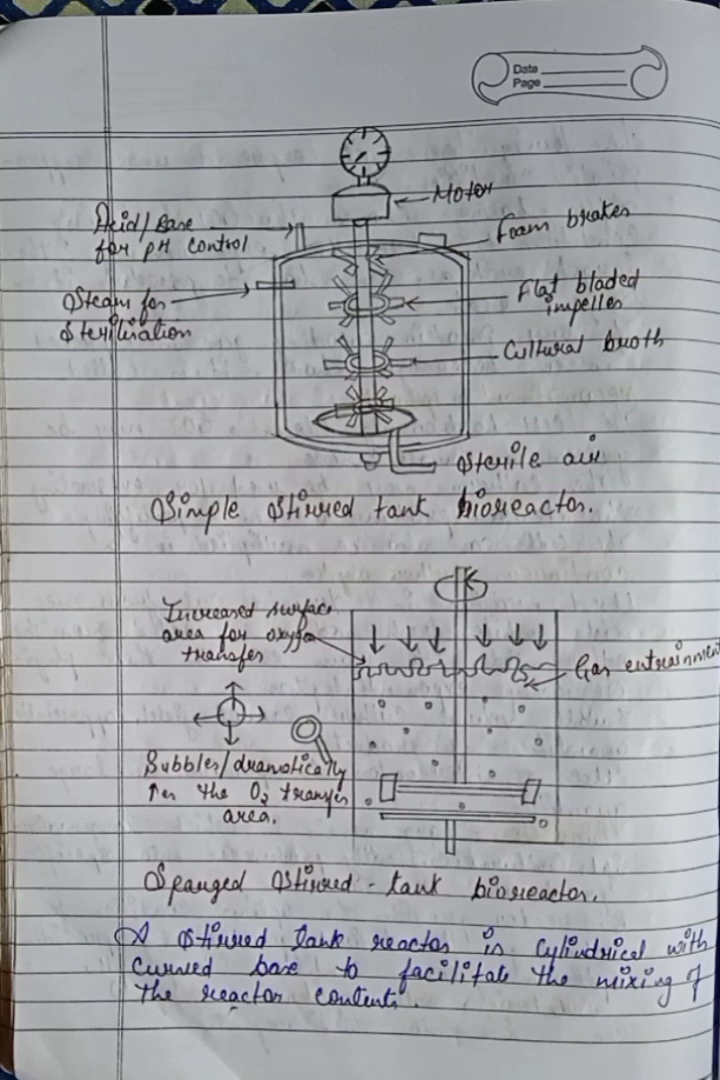 Date
Page
Motor
Acid/Base
for pH control
Foam braker
Steam for
Sterilization
Flat bladed
impeller
Cultural broth
Sterile air
Simple Stirred tank bioreactor.
Increased surface
area for oxygen
transfer
Gas entrainment
Bubbles/dramatically
↑es the O2 transfer
area.
Sparged Stirred-tank bioreactor.
A Stirred tank reactor is Cylindrical with
Curved base to facilitate the mixing of
the reactor contents.